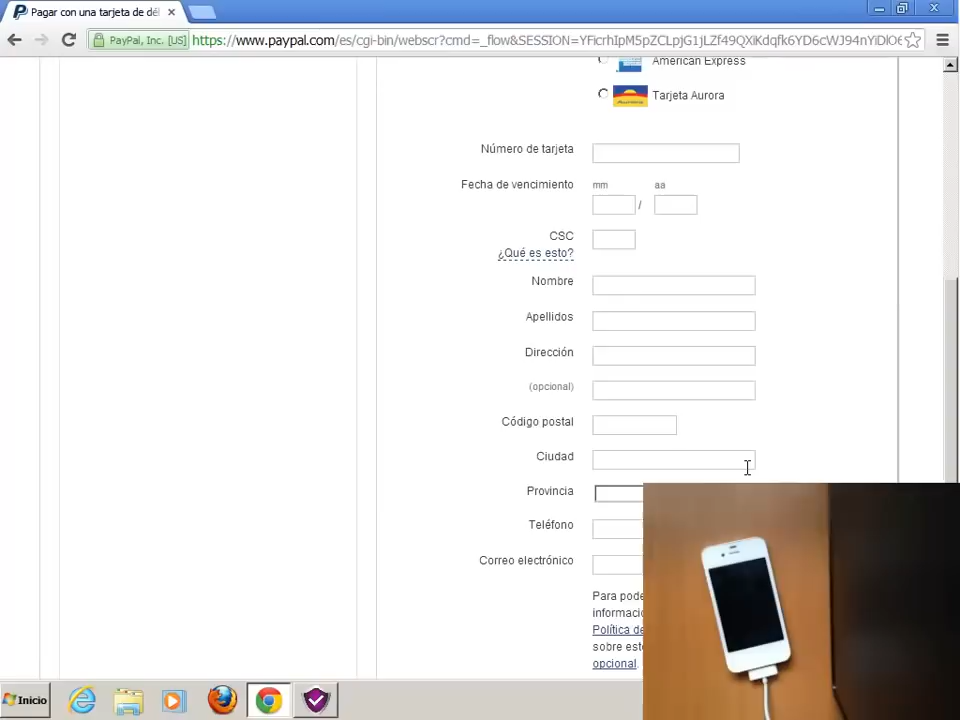 Pagar con una tarjeta de dél
PayPal, Inc. [US] https://www.paypal.com/es/cgi-bin/webscr?cmd=_flow&SESSION=
American Express
Tarjeta Aurora
Número de tarjeta
Fecha de vencimiento
mm
aa
/
CSC
¿Qué es esto?
Nombre
Apellidos
Dirección
(opcional)
Código postal
Ciudad
Provincia
Teléfono
Correo electrónico
Para pode
informació
Política de
sobre este
opcional.
Inicio